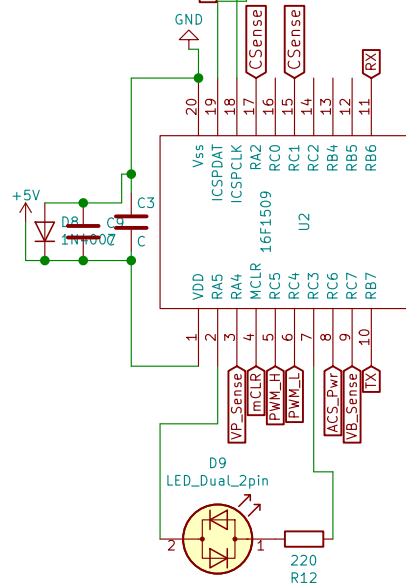 GND
CSense
CSense
RX
20
19
18
17
16
15
14
13
12
11
Vss
ICSPDAT
ICSPCLK
RA2
RC0
RC1
RC2
RB4
RB5
RB6
+5V
D8
1N4007
C9
C
C3
C
16F1509
U2
VDD
RA5
RA4
MCLR
RC5
RC4
RC3
RC6
RC7
RB7
1
2
3
4
5
6
7
8
9
10
VP_Sense
mCLR
PWM_H
PWM_L
ACS_Pwr
VB_Sense
TX
D9
LED_Dual_2pin
2
1
220
R12